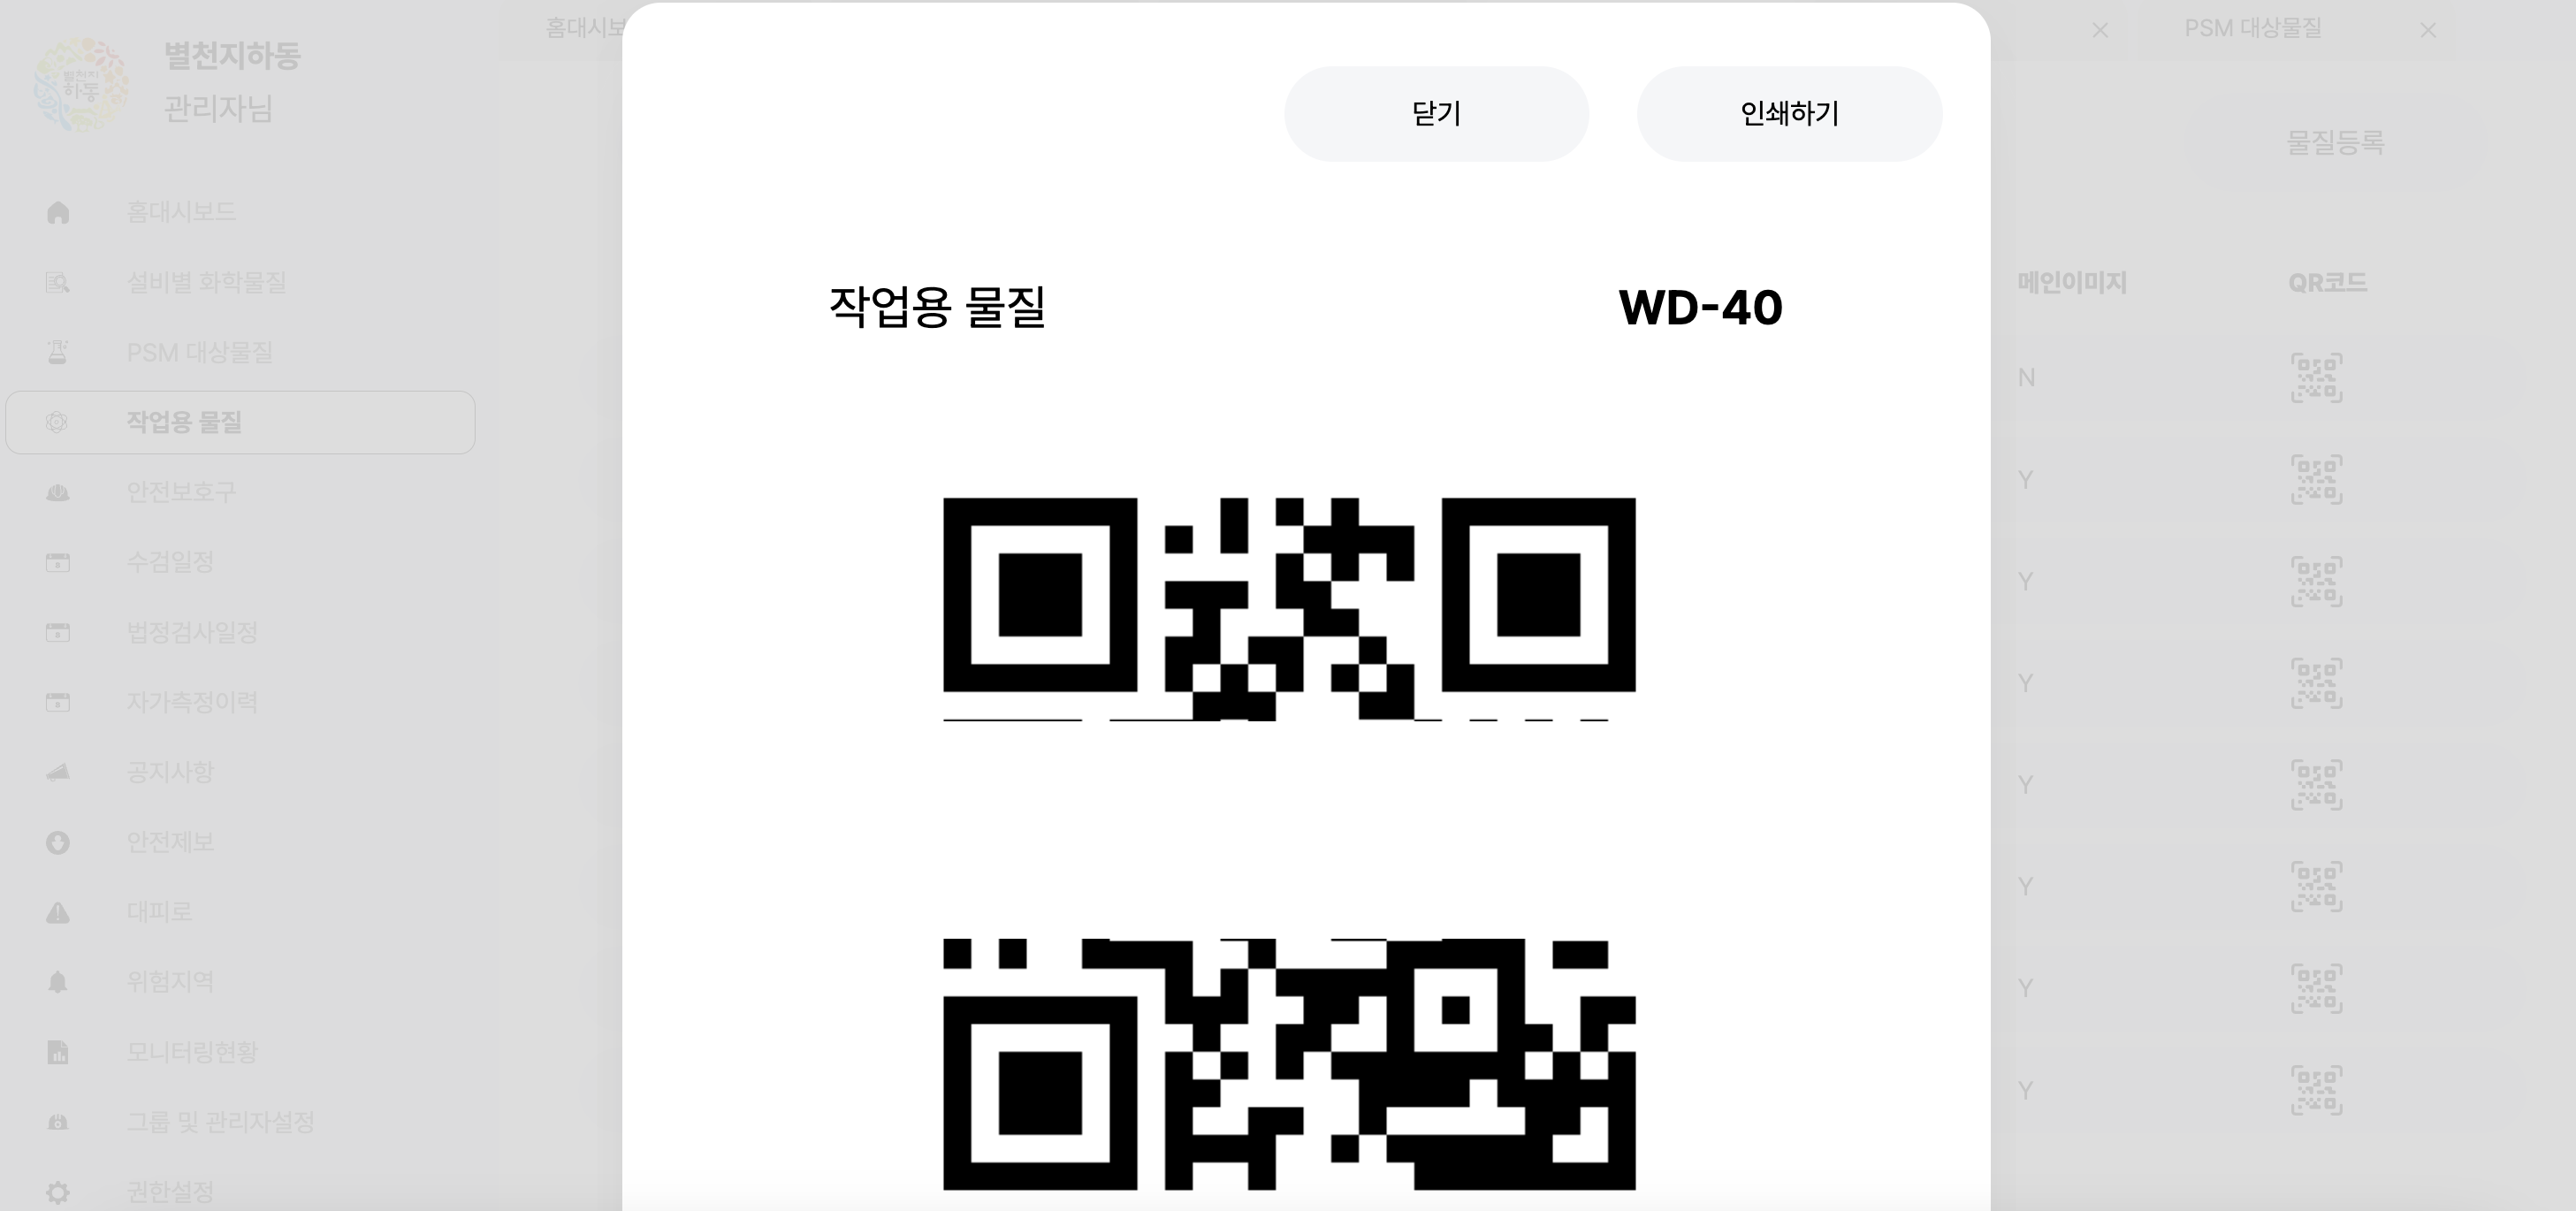 별천지하동
관리자님
별천지
하동
홈대시보드
설비별 화학물질
PSM 대상물질
작업용 물질
안전보호구
수검일정
법정검사일정
자가측정이력
공지사항
안전제보
대피로
위험지역
모니터링현황
그룹 및 관리자설정
권한설정
홈대시보
PSM 대상물질
닫기
인쇄하기
물질등록
작업용 물질
WD-40
메인이미지
QR코드
N
Y
Y
Y
Y
Y
Y
Y